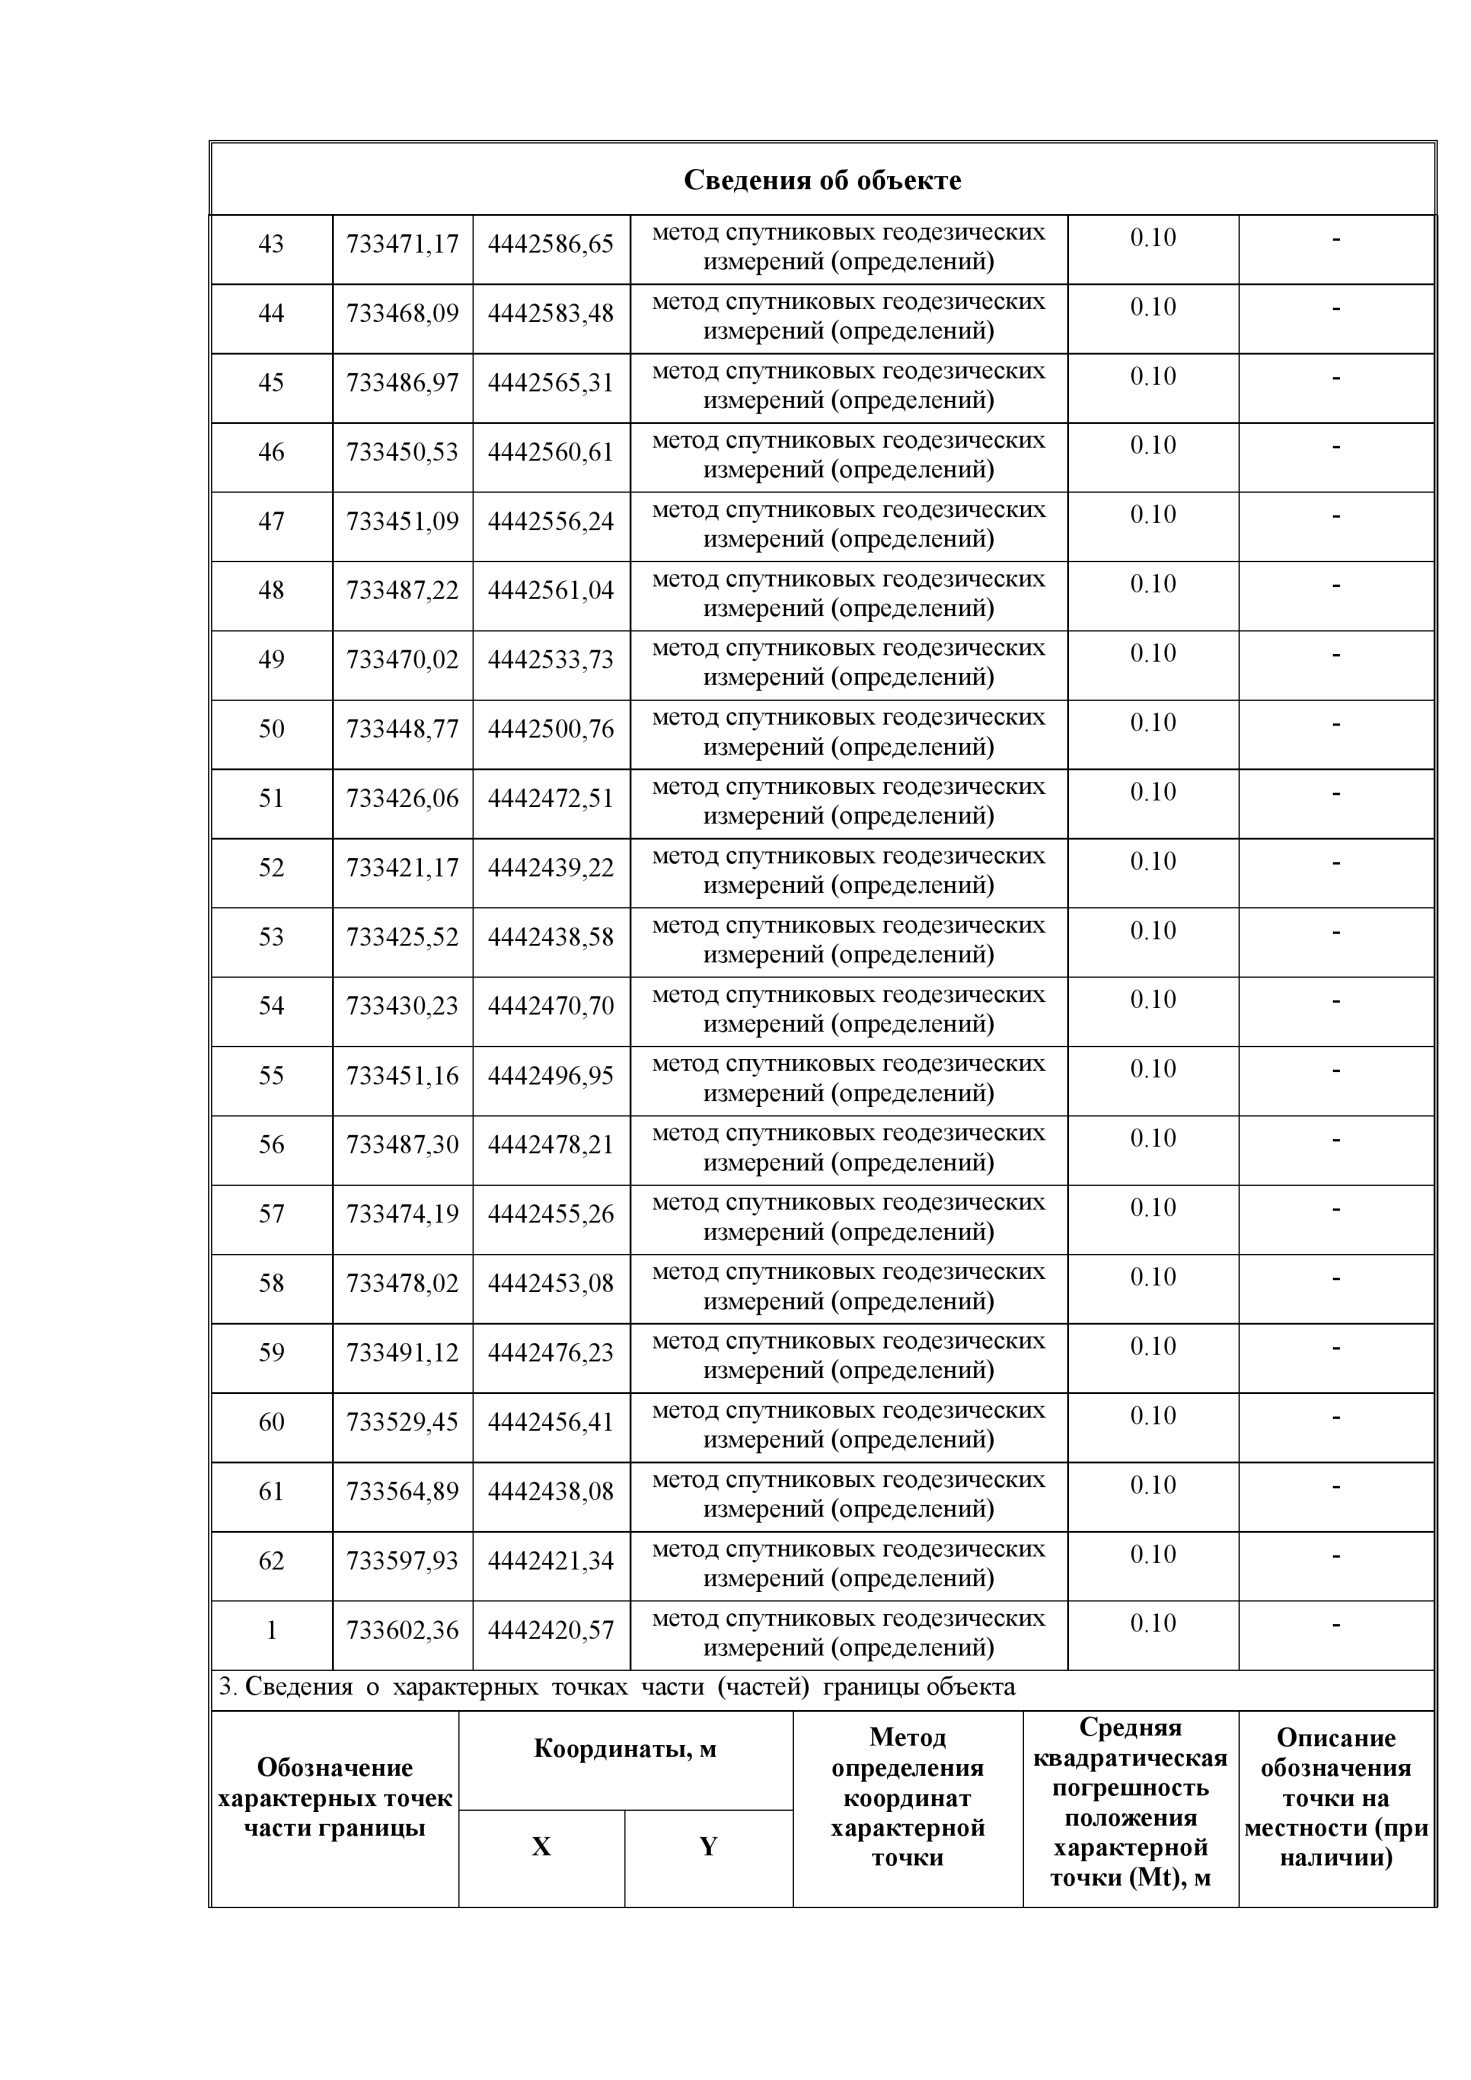 Сведения об объекте
43 733471,17 4442586,65 метод спутниковых геодезических измерений (определений) 0.10 -
44 733468,09 4442583,48 метод спутниковых геодезических измерений (определений) 0.10 -
45 733486,97 4442565,31 метод спутниковых геодезических измерений (определений) 0.10 -
46 733450,53 4442560,61 метод спутниковых геодезических измерений (определений) 0.10 -
47 733451,09 4442556,24 метод спутниковых геодезических измерений (определений) 0.10 -
48 733487,22 4442561,04 метод спутниковых геодезических измерений (определений) 0.10 -
49 733470,02 4442533,73 метод спутниковых геодезических измерений (определений) 0.10 -
50 733448,77 4442500,76 метод спутниковых геодезических измерений (определений) 0.10 -
51 733426,06 4442472,51 метод спутниковых геодезических измерений (определений) 0.10 -
52 733421,17 4442439,22 метод спутниковых геодезических измерений (определений) 0.10 -
53 733425,52 4442438,58 метод спутниковых геодезических измерений (определений) 0.10 -
54 733430,23 4442470,70 метод спутниковых геодезических измерений (определений) 0.10 -
55 733451,16 4442496,95 метод спутниковых геодезических измерений (определений) 0.10 -
56 733487,30 4442478,21 метод спутниковых геодезических измерений (определений) 0.10 -
57 733474,19 4442455,26 метод спутниковых геодезических измерений (определений) 0.10 -
58 733478,02 4442453,08 метод спутниковых геодезических измерений (определений) 0.10 -
59 733491,12 4442476,23 метод спутниковых геодезических измерений (определений) 0.10 -
60 733529,45 4442456,41 метод спутниковых геодезических измерений (определений) 0.10 -
61 733564,89 4442438,08 метод спутниковых геодезических измерений (определений) 0.10 -
62 733597,93 4442421,34 метод спутниковых геодезических измерений (определений) 0.10 -
1 733602,36 4442420,57 метод спутниковых геодезических измерений (определений) 0.10 -
3. Сведения о характерных точках части (частей) границы объекта
Обозначение
характерных точек
части границы
Координаты, м
X
Y
Метод
определения
координат
характерной
точки
Средняя
квадратическая
погрешность
положения
характерной
точки (Mt), м
Описание
обозначения
точки на
местности (при
наличии)